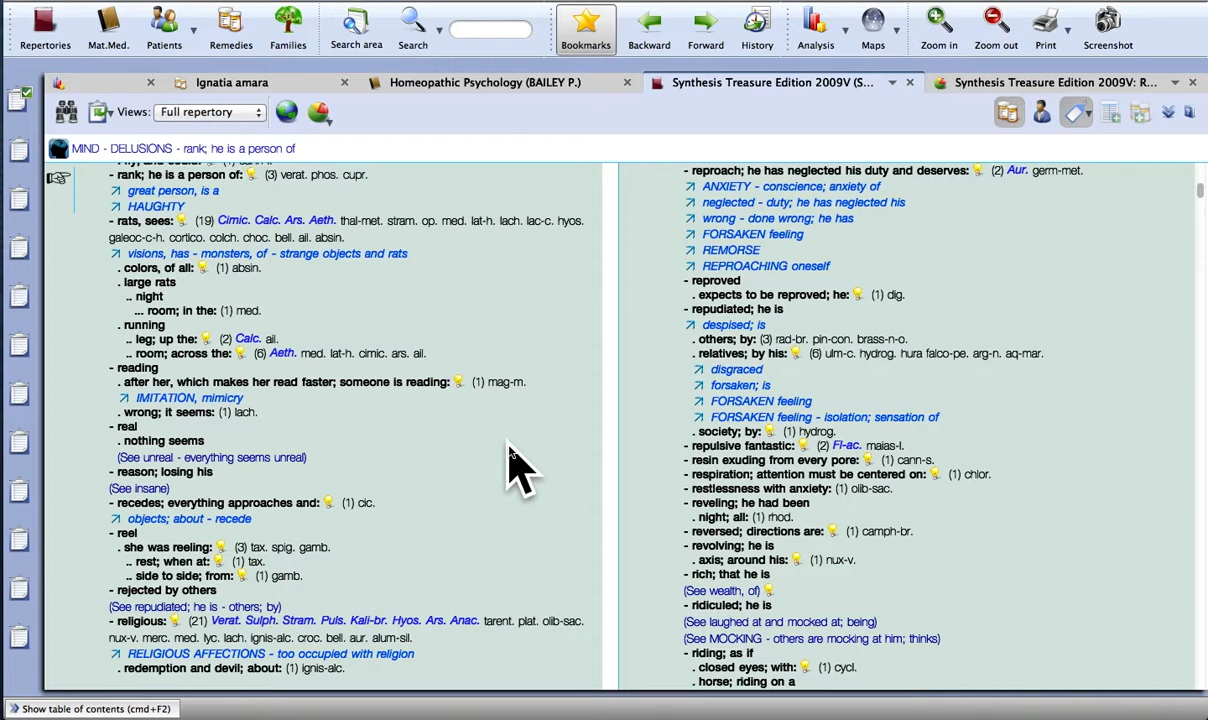 Repertories
Mat.Med.
Patients
Remedies
Families
Search area
Search
Bookmarks
Backward
Forward
History
Analysis
Maps
Zoom in
Zoom out
Print
Screenshot
Ignatia amara
Homeopathic Psychology (BAILEY P.)
Synthesis Treasure Edition 2009V (S...
Synthesis Treasure Edition 2009V: R...
Views: Full repertory
MIND - DELUSIONS - rank; he is a person of
- rank; he is a person of: (3) verat. phos. cupr.
great person, is a
HAUGHTY
- rats, sees: (19) Cimic. Calc. Ars. Aeth. thal-met. stram. op. med. lat-h. lach. lac-c. hyos.
galeoc-c-h. cortico. colch. choc. bell. ail. absin.
visions, has - monsters, of - strange objects and rats
. colors, of all: (1) absin.
. large rats
.. night
... room; in the: (1) med.
. running
.. leg; up the: (2) Calc. ail.
.. room; across the: (6) Aeth. med. lat-h. cimic. ars. ail.
- reading
. after her, which makes her read faster; someone is reading: (1) mag-m.
IMITATION, mimicry
. wrong; it seems: (1) lach.
- real
. nothing seems
(See unreal - everything seems unreal)
- reason; losing his
(See insane)
- recedes; everything approaches and: (1) cic.
objects; about - recede
- reel
. she was reeling: (3) tax. spig. gamb.
.. rest; when at: (1) tax.
.. side to side; from: (1) gamb.
- rejected by others
(See repudiated; he is - others; by)
- religious: (21) Verat. Sulph. Stram. Puls. Kali-br. Hyos. Ars. Anac. tarent. plat. olib-sac.
nux-v. merc. med. lyc. lach. ignis-alc. croc. bell. aur. alum-sil.
RELIGIOUS AFFECTIONS - too occupied with religion
. redemption and devil; about: (1) ignis-alc.
- reproach; he has neglected his duty and deserves: (2) Aur. germ-met.
ANXIETY - conscience; anxiety of
neglected - duty; he has neglected his
wrong - done wrong; he has
FORSAKEN feeling
REMORSE
REPROACHING oneself
- reproved
. expects to be reproved; he: (1) dig.
- repudiated; he is
despised; is
. others; by: (3) rad-br. pin-con. brass-n-o.
. relatives; by his: (6) ulm-c. hydrog. hura falco-pe. arg-n. aq-mar.
disgraced
forsaken; is
FORSAKEN feeling
FORSAKEN feeling - isolation; sensation of
. society; by: (1) hydrog.
- repulsive fantastic: (2) Fl-ac. maias-l.
- resin exuding from every pore: (1) cann-s.
- respiration; attention must be centered on: (1) chlor.
- restlessness with anxiety: (1) olib-sac.
- reveling; he had been
. night; all: (1) rhod.
- reversed; directions are: (1) camph-br.
- revolving; he is
. axis; around his: (1) nux-v.
- rich; that he is
(See wealth, of)
- ridiculed; he is
(See laughed at and mocked at; being)
(See MOCKING - others are mocking at him; thinks)
- riding; as if
. closed eyes; with: (1) cycl.
. horse; riding on a
Show table of contents (cmd+F2)